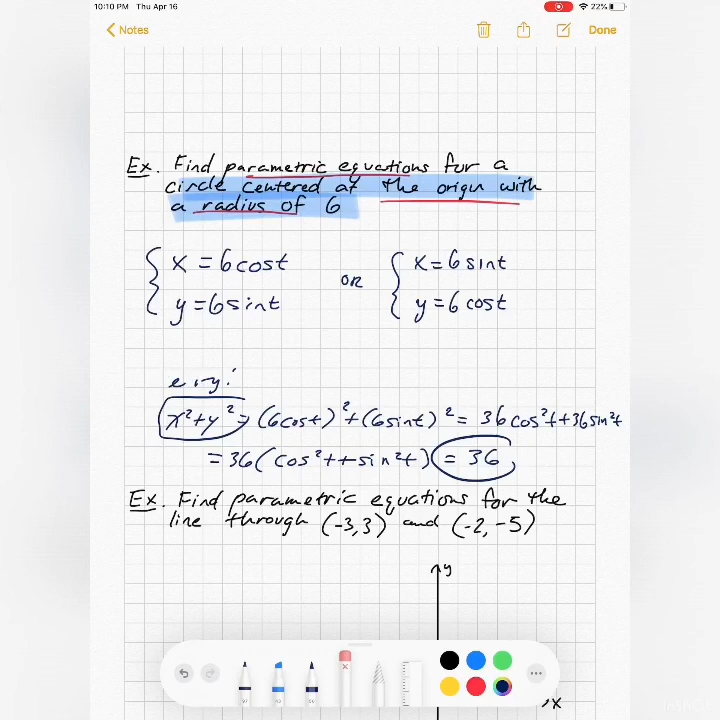 10:10 PM Thu Apr 16
22%
Notes
Done
Ex. Find parametric equations for a
circle centered at the origin with
a radius of 6
x = 6cost
y = 6sint
or
x = 6sint
y = 6cost
x²+y² = (6cost)² + (6sint)² = 36cos²t + 36sin²t
= 36(cos²t + sin²t) = 36
Ex. Find parametric equations for the
line through (-3,3) and (-2,-5)
y
x